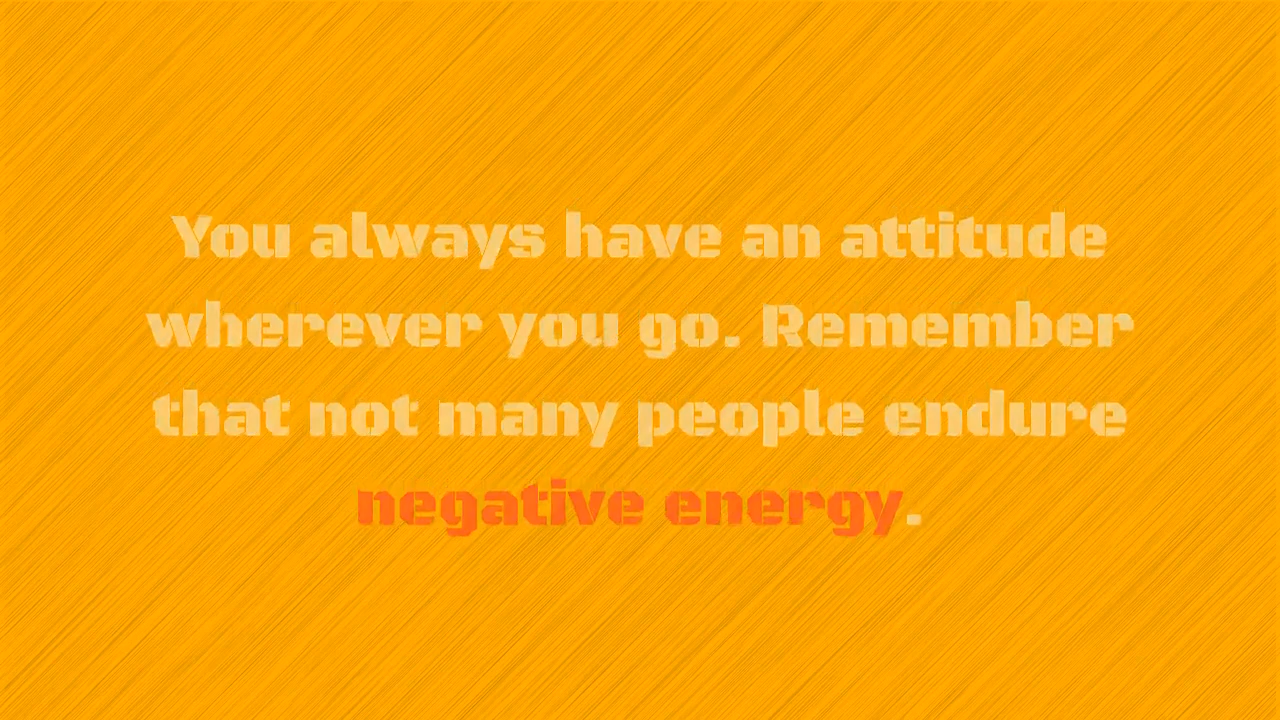 You always have an attitude
wherever you go. Remember
that not many people endure
negative energy.